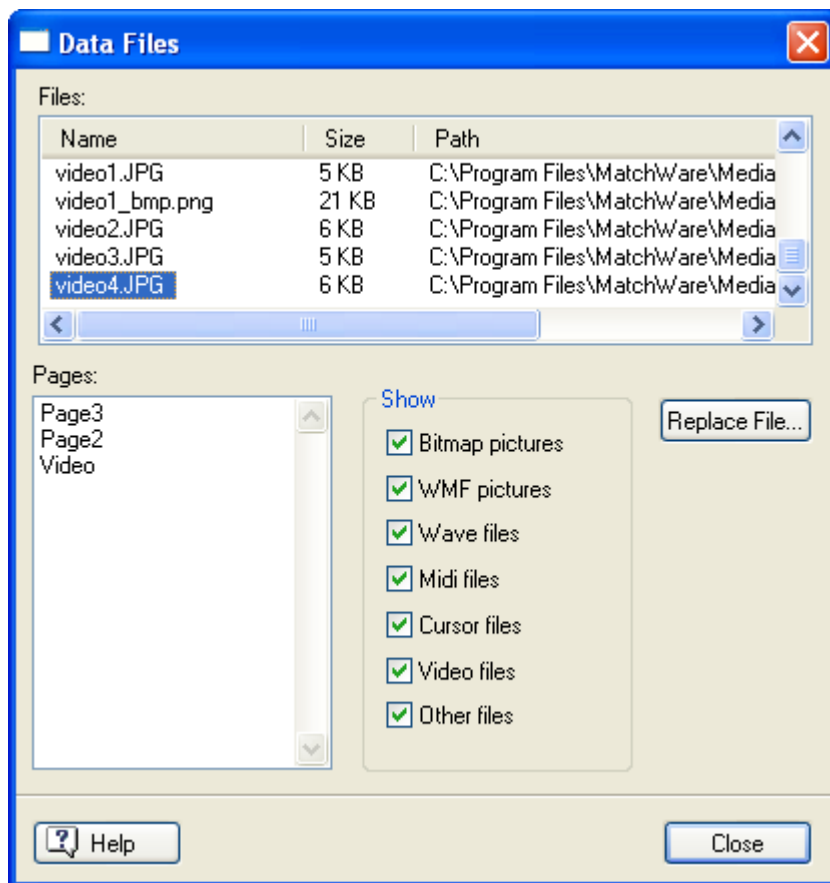 Data Files
Files:
Name Size Path
video1.JPG 5 KB C:\Program Files\MatchWare\Media
video1_bmp.png 21 KB C:\Program Files\MatchWare\Media
video2.JPG 6 KB C:\Program Files\MatchWare\Media
video3.JPG 5 KB C:\Program Files\MatchWare\Media
video4.JPG 6 KB C:\Program Files\MatchWare\Media
Pages:
Page3
Page2
Video
Show
Bitmap pictures
WMF pictures
Wave files
Midi files
Cursor files
Video files
Other files
Replace File...
? Help
Close